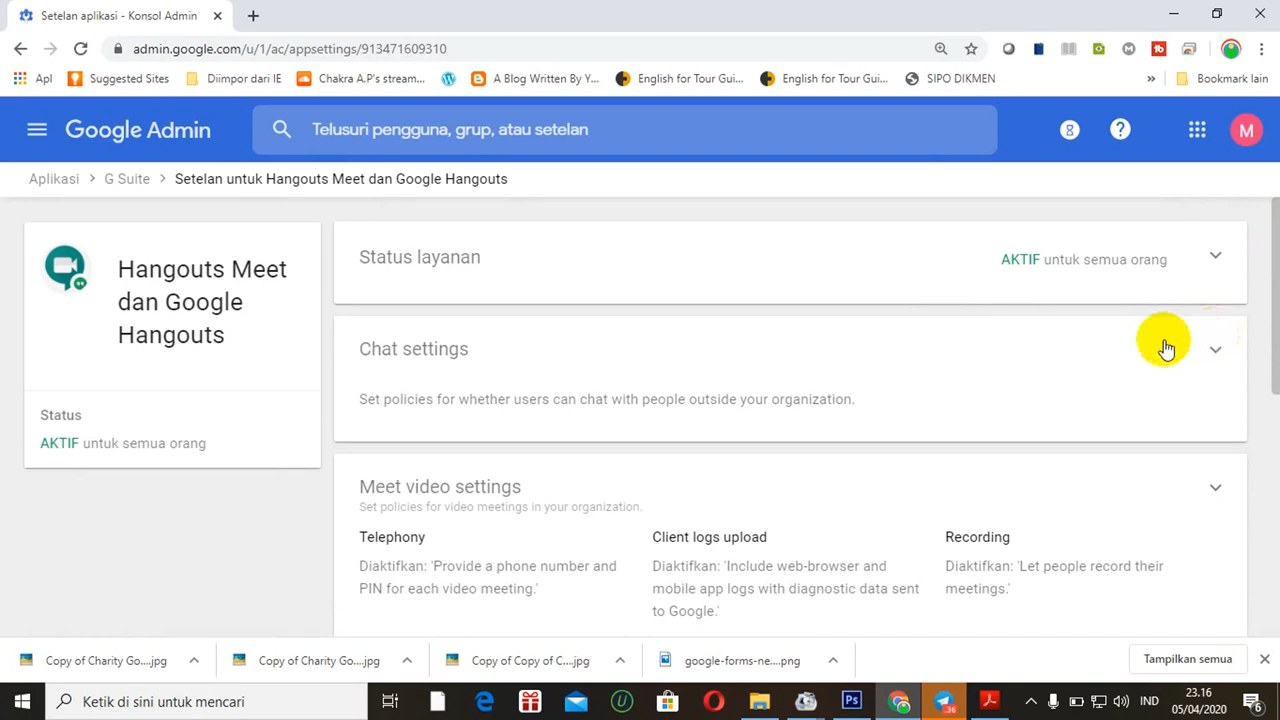 Setelan aplikasi - Konsol Admin
admin.google.com/u/1/ac/appsettings/913471609310
Apl
Suggested Sites
Diimpor dari IE
Chakra A.P's stream...
A Blog Written By Y...
English for Tour Gui...
English for Tour Gui...
SIPO DIKMEN
Bookmark lain
Google Admin
Telusuri pengguna, grup, atau setelan
M
Aplikasi > G Suite > Setelan untuk Hangouts Meet dan Google Hangouts
Hangouts Meet
dan Google
Hangouts
Status
AKTIF untuk semua orang
Status layanan
AKTIF untuk semua orang
Chat settings
Set policies for whether users can chat with people outside your organization.
Meet video settings
Set policies for video meetings in your organization.
Telephony
Diaktifkan: 'Provide a phone number and
PIN for each video meeting.'
Client logs upload
Diaktifkan: 'Include web-browser and
mobile app logs with diagnostic data sent
to Google.'
Recording
Diaktifkan: 'Let people record their
meetings.'
Copy of Charity Go....jpg
Copy of Charity Go....jpg
Copy of Copy of C....jpg
google-forms-ne....png
Tampilkan semua
Ketik di sini untuk mencari
Ps
36
IND
23.16
05/04/2020
6